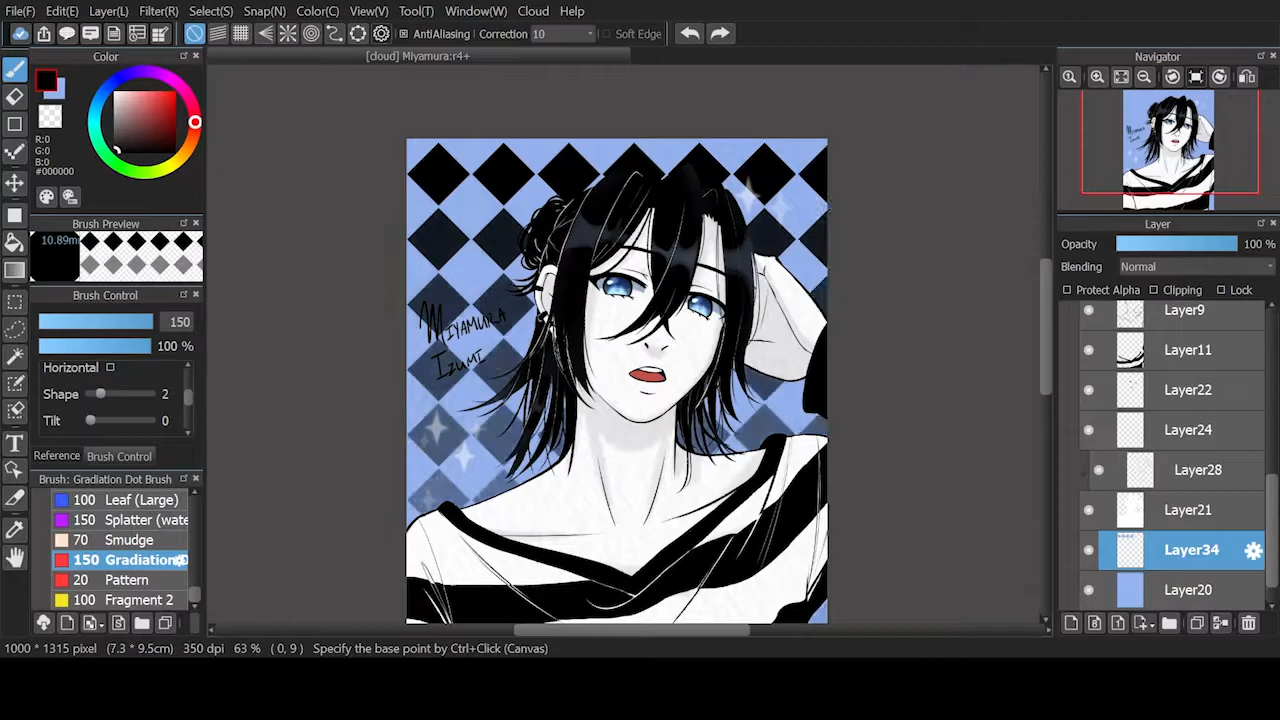 File(F) Edit(E) Layer(L) Filter(R) Select(S) Snap(N) Color(C) View(V) Tool(T) Window(W) Cloud Help
AntiAliasing Correction 10 Soft Edge
Color
[cloud] Miyamura:r4+
Navigator
R:0
G:0
B:0
#000000
Brush Preview
10.89m
Brush Control
150
100 %
Horizontal
Shape 2
Tilt 0
Reference Brush Control
Brush: Gradiation Dot Brush
100 Leaf (Large)
150 Splatter (wate
70 Smudge
150 Gradiation
20 Pattern
100 Fragment 2
MIYAMURA
IZUMI
Layer
Opacity 100 %
Blending Normal
Protect Alpha Clipping Lock
Layer9
Layer11
Layer22
Layer24
Layer28
Layer21
Layer34
Layer20
1000 * 1315 pixel (7.3 * 9.5cm) 350 dpi 63 % ( 0, 9 ) Specify the base point by Ctrl+Click (Canvas)